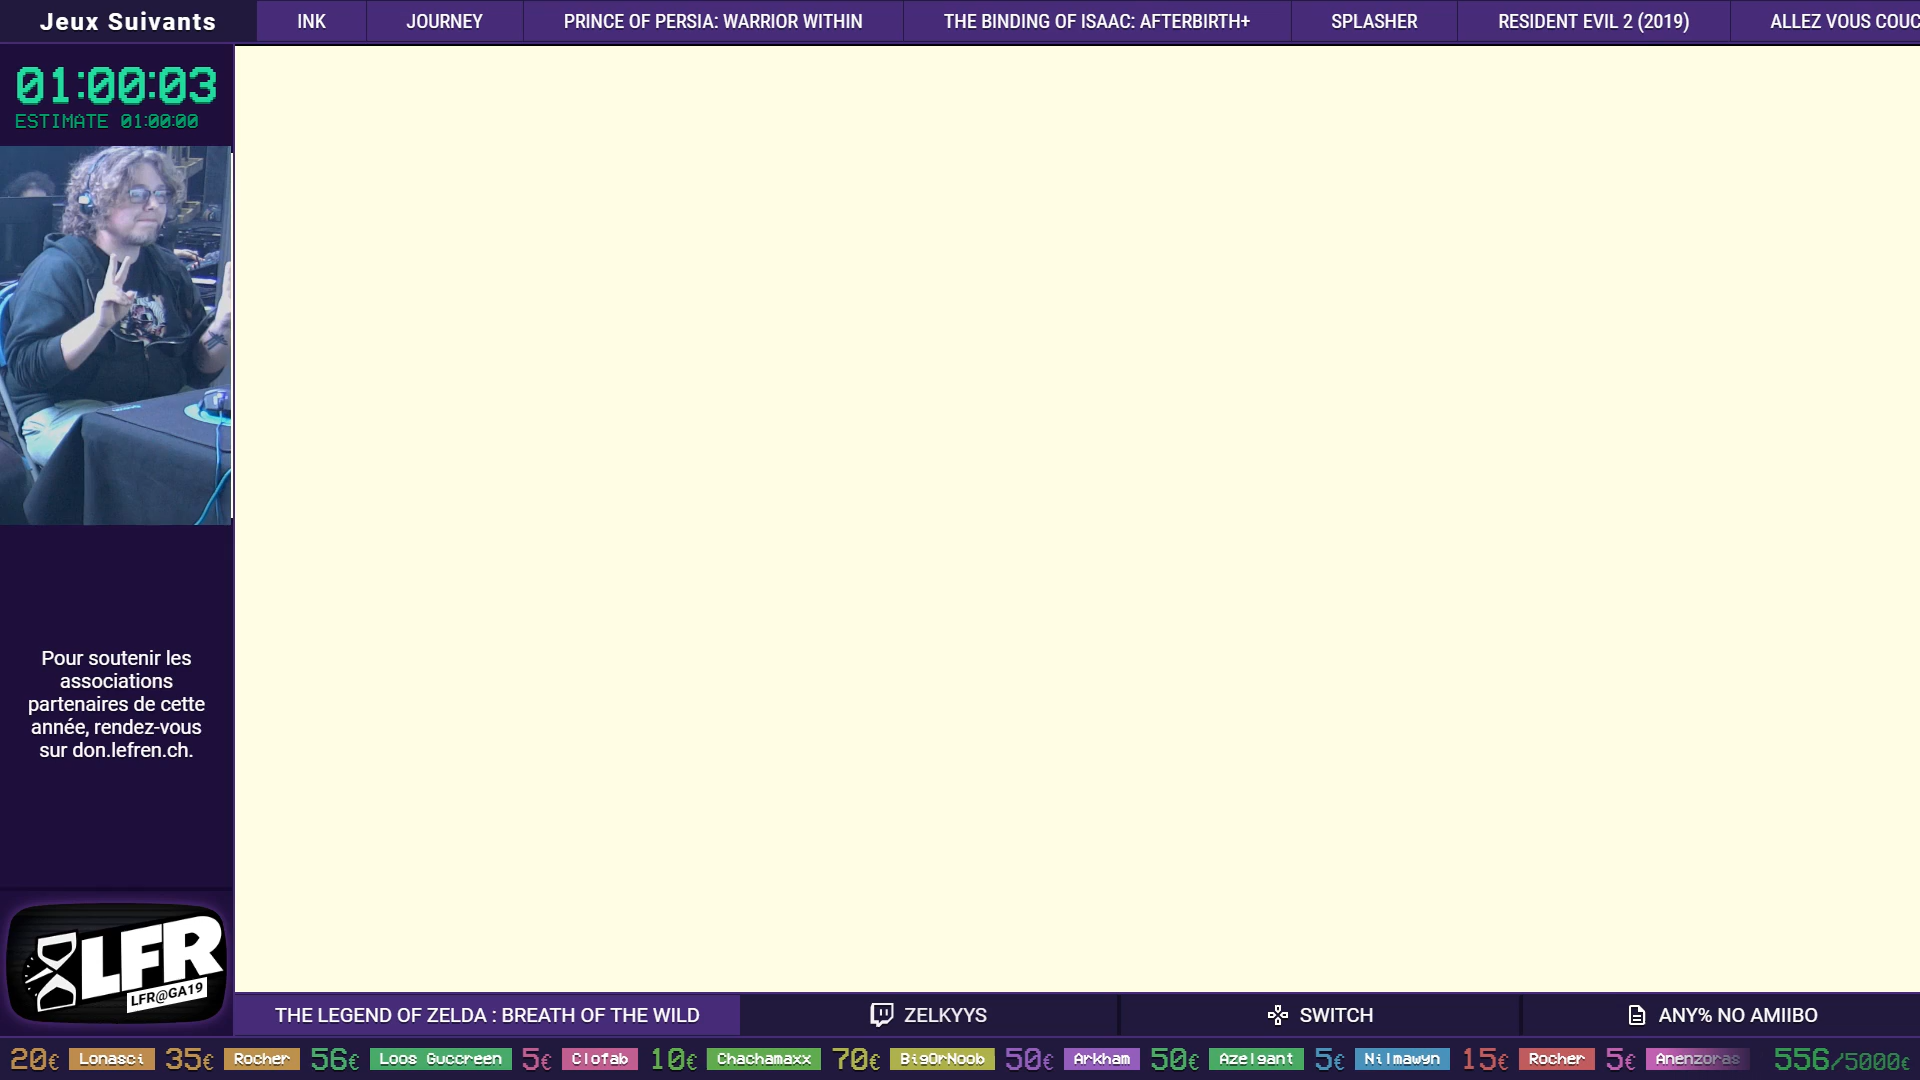 Jeux Suivants
INK
JOURNEY
PRINCE OF PERSIA: WARRIOR WITHIN
THE BINDING OF ISAAC: AFTERBIRTH+
SPLASHER
RESIDENT EVIL 2 (2019)
ALLEZ VOUS COUC
01:00:03
ESTIMATE 01:00:00
Pour soutenir les
associations
partenaires de cette
année, rendez-vous
sur don.lefren.ch.
LFR
LFR@GA19
THE LEGEND OF ZELDA : BREATH OF THE WILD
ZELKYYS
SWITCH
ANY% NO AMIIBO
20€ Lonasci 35€ Rocher 56€ Loos Guccreen 5€ Clofab 10€ Chachamaxx 70€ BigOrNoob 50€ Arkham 50€ Azelgant 5€ Nilmawyn 15€ Rocher 5€ Anenzoras 556/5000€